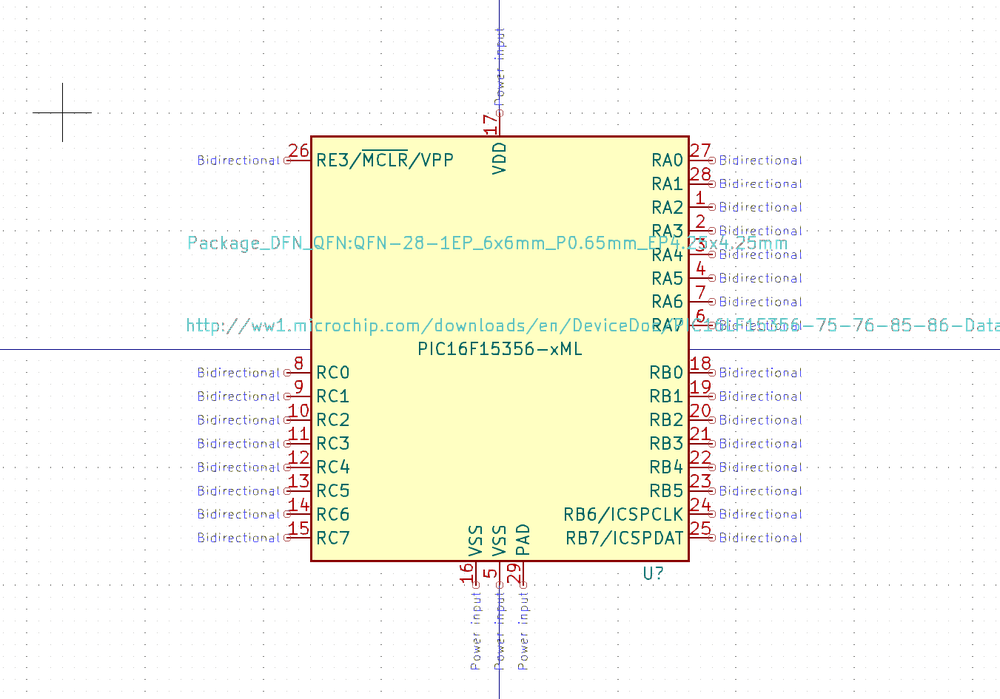 Power input
17
VDD
Bidirectional 26 RE3/MCLR/VPP RA0 27 Bidirectional
RA1 28 Bidirectional
RA2 1 Bidirectional
RA3 2 Bidirectional
Package_DFN_QFN:QFN-28-1EP_6x6mm_P0.65mm_EP4.25x4.25mm
RA4 3 Bidirectional
RA5 4 Bidirectional
RA6 7 Bidirectional
RA7 6 Bidirectional
http://ww1.microchip.com/downloads/en/DeviceDoc/PIC16LF15356-75-76-85-86-Data
PIC16F15356-xML
Bidirectional 8 RC0 RB0 18 Bidirectional
Bidirectional 9 RC1 RB1 19 Bidirectional
Bidirectional 10 RC2 RB2 20 Bidirectional
Bidirectional 11 RC3 RB3 21 Bidirectional
Bidirectional 12 RC4 RB4 22 Bidirectional
Bidirectional 13 RC5 RB5 23 Bidirectional
Bidirectional 14 RC6 RB6/ICSPCLK 24 Bidirectional
Bidirectional 15 RC7 RB7/ICSPDAT 25 Bidirectional
VSS VSS PAD
16 5 29
U?
Power input Power input Power input